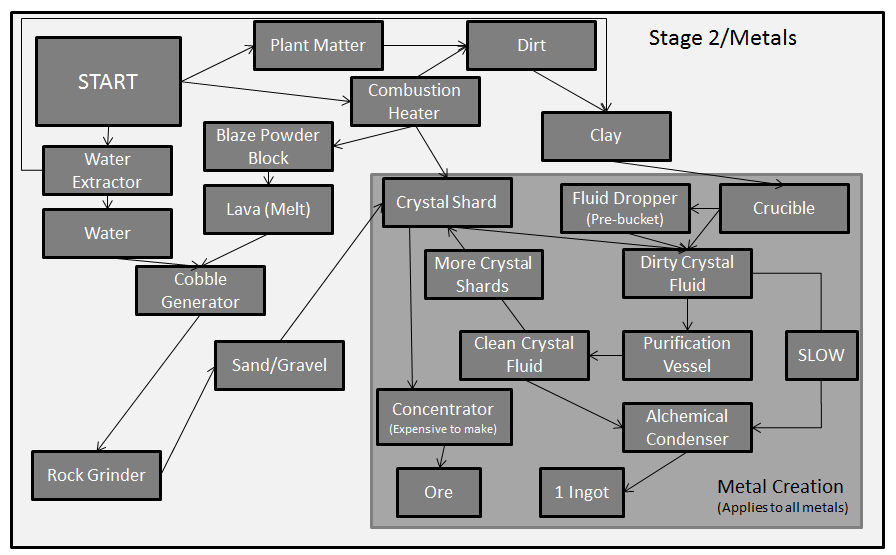 Stage 2/Metals
START
Plant Matter
Dirt
Combustion
Heater
Blaze Powder
Block
Clay
Water
Extractor
Lava (Melt)
Crystal Shard
Fluid Dropper
(Pre-bucket)
Crucible
Water
Cobble
Generator
More Crystal
Shards
Dirty Crystal
Fluid
Sand/Gravel
Clean Crystal
Fluid
Purification
Vessel
SLOW
Concentrator
(Expensive to make)
Alchemical
Condenser
Rock Grinder
Ore
1 Ingot
Metal Creation
(Applies to all metals)